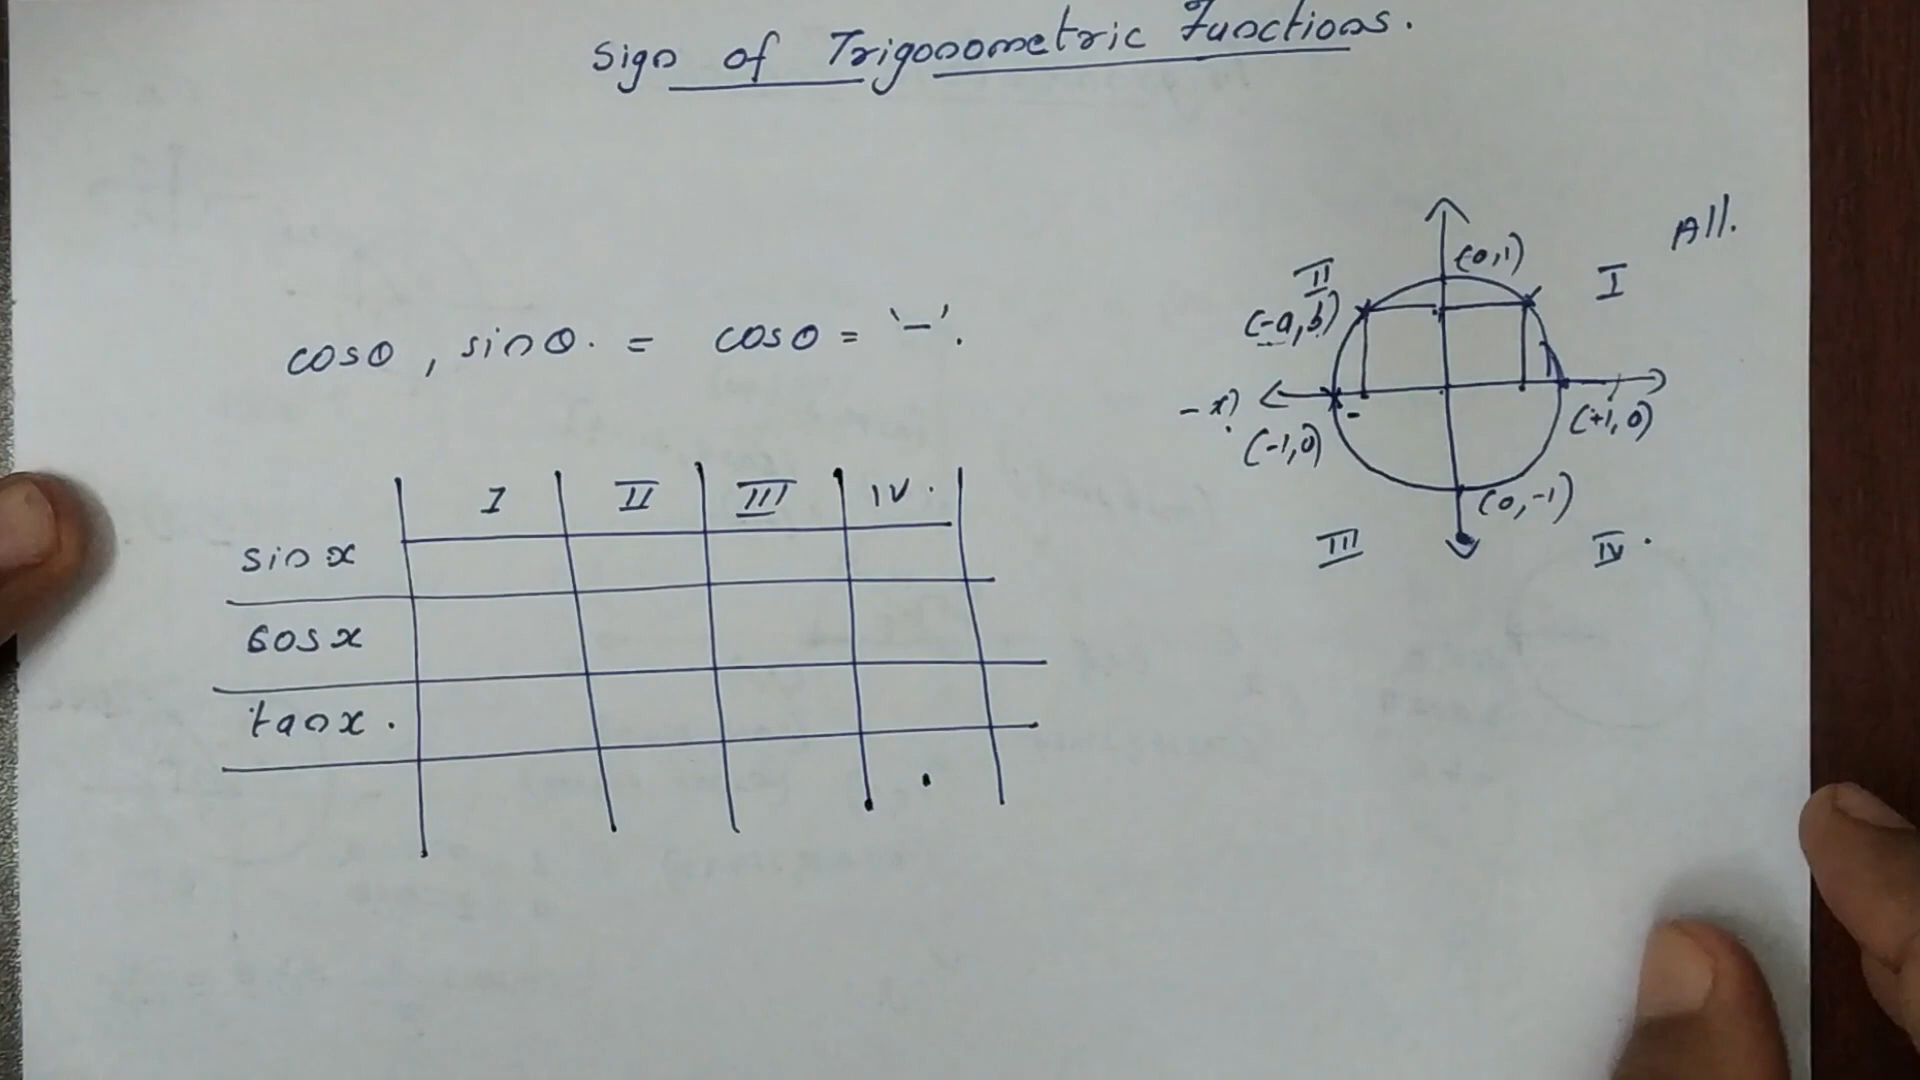 Sign of Trigonometric Functions.
All.
(0,1)
II
I
(-a,b)
cosθ, sinθ. = cosθ = '-'.
-x)
-
(-1,0)
(+1,0)
(0,-1)
I II III IV.
III
IV.
sin x
cos x
tan x.